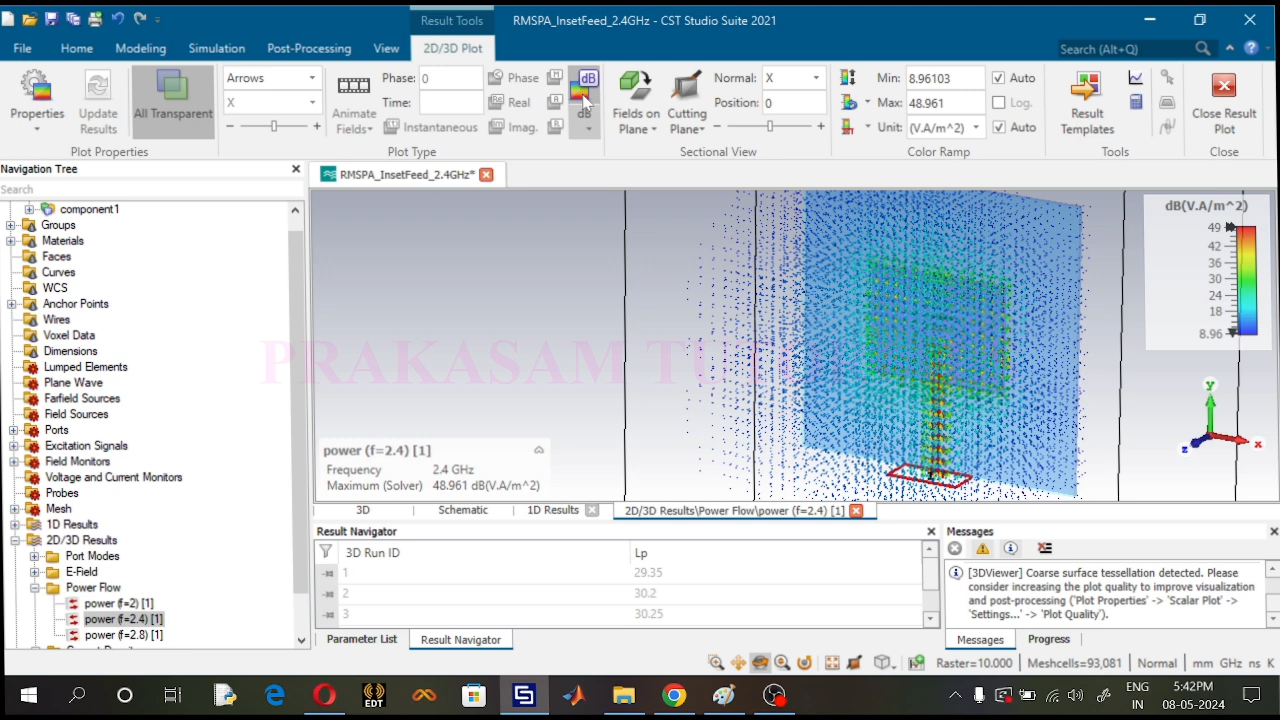 Result Tools
RMSPA_InsetFeed_2.4GHz - CST Studio Suite 2021
File
Home
Modeling
Simulation
Post-Processing
View
2D/3D Plot
Search (Alt+Q)
Properties
Update Results
All Transparent
Arrows
X
Animate Fields
Phase:
0
Time:
Instantaneous
Phase
Real
Imag.
dB
dB
Fields on Plane
Cutting Plane
Normal:
X
Position:
0
Min:
8.96103
Auto
Max:
48.961
Log.
Unit:
(V.A/m^2)
Auto
Result Templates
Close Result Plot
Plot Properties
Plot Type
Sectional View
Color Ramp
Tools
Close
Navigation Tree
RMSPA_InsetFeed_2.4GHz*
Search
component1
Groups
Materials
Faces
Curves
WCS
Anchor Points
Wires
Voxel Data
Dimensions
Lumped Elements
Plane Wave
Farfield Sources
Field Sources
Ports
Excitation Signals
Field Monitors
Voltage and Current Monitors
Probes
Mesh
1D Results
2D/3D Results
Port Modes
E-Field
Power Flow
power (f=2) [1]
power (f=2.4) [1]
power (f=2.8) [1]
dB(V.A/m^2)
49
42
36
30
24
18
8.96
PRAKASAM
y
x
z
power (f=2.4) [1]
Frequency
2.4 GHz
Maximum (Solver)
48.961 dB(V.A/m^2)
3D
Schematic
1D Results
2D/3D Results\Power Flow\power (f=2.4) [1]
Result Navigator
3D Run ID
Lp
1
29.35
2
30.2
3
30.25
Parameter List
Result Navigator
Messages
[3DViewer] Coarse surface tessellation detected. Please
consider increasing the plot quality to improve visualization
and post-processing ('Plot Properties' -> 'Scalar Plot' ->
'Settings...' -> 'Plot Quality').
Messages
Progress
Raster=10.000
Meshcells=93,081
Normal
mm GHz ns K
EDT
ENG
IN
5:42PM
08-05-2024